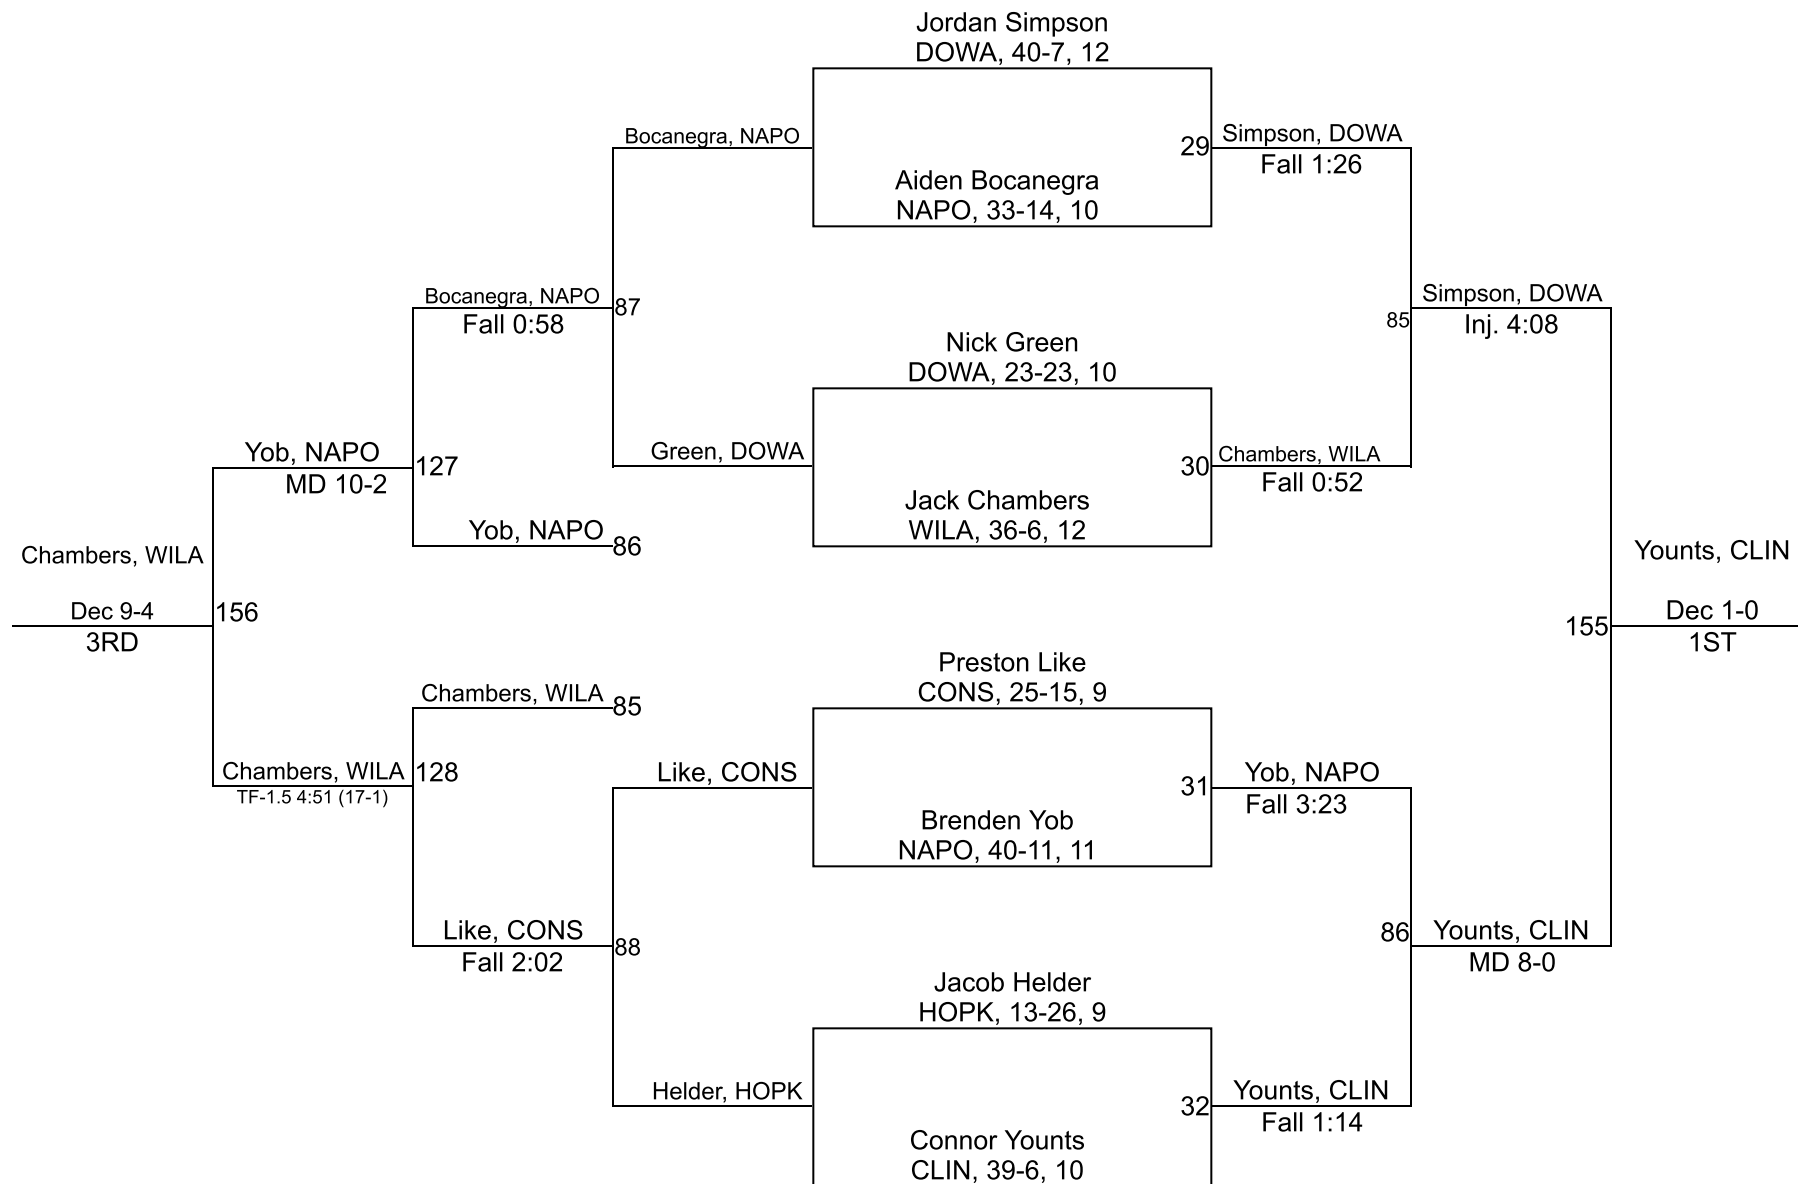 Jordan Simpson
DOWA, 40-7, 12
Bocanegra, NAPO
29
Simpson, DOWA
Fall 1:26
Aiden Bocanegra
NAPO, 33-14, 10
Bocanegra, NAPO
Fall 0:58
87
Simpson, DOWA
Inj. 4:08
85
Nick Green
DOWA, 23-23, 10
Green, DOWA
30
Chambers, WILA
Fall 0:52
Jack Chambers
WILA, 36-6, 12
Yob, NAPO
MD 10-2
127
Yob, NAPO
86
Chambers, WILA
Dec 9-4
3RD
156
Younts, CLIN
Dec 1-0
1ST
155
Preston Like
CONS, 25-15, 9
Chambers, WILA
85
Chambers, WILA
TF-1.5 4:51 (17-1)
128
Like, CONS
31
Yob, NAPO
Fall 3:23
Brenden Yob
NAPO, 40-11, 11
Like, CONS
Fall 2:02
88
86
Younts, CLIN
MD 8-0
Jacob Helder
HOPK, 13-26, 9
Helder, HOPK
32
Younts, CLIN
Fall 1:14
Connor Younts
CLIN, 39-6, 10